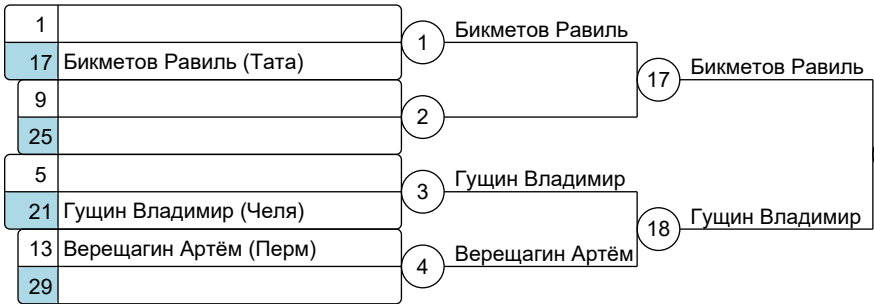 1
17 Бикметов Равиль (Тата)
1 Бикметов Равиль
9
25
2
17 Бикметов Равиль
5
21 Гущин Владимир (Челя)
3 Гущин Владимир
13 Верещагин Артём (Перм)
29
4 Верещагин Артём
18 Гущин Владимир